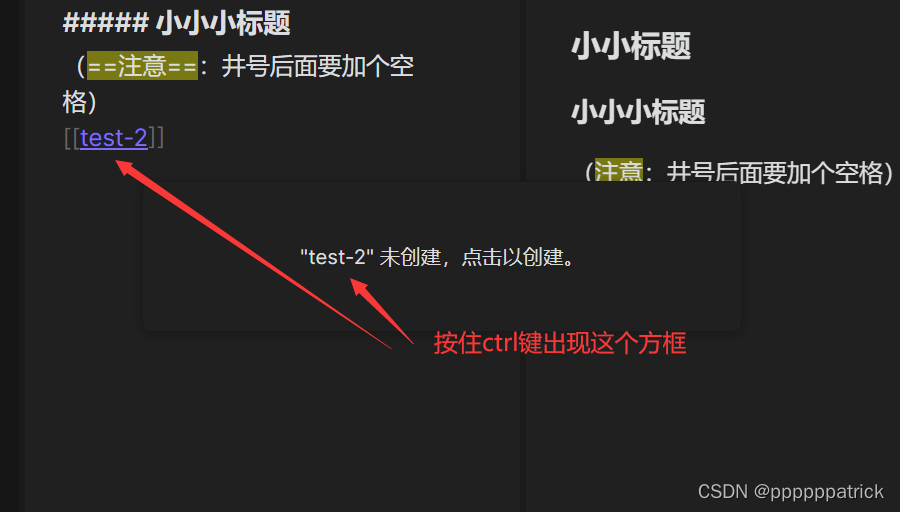 ##### 小小小标题
（==注意==：井号后面要加个空
格）
[[test-2]]
小小标题
小小小标题
（注意：井号后面要加个空格）
"test-2" 未创建，点击以创建。
按住ctrl键出现这个方框
CSDN @ppppppatrick